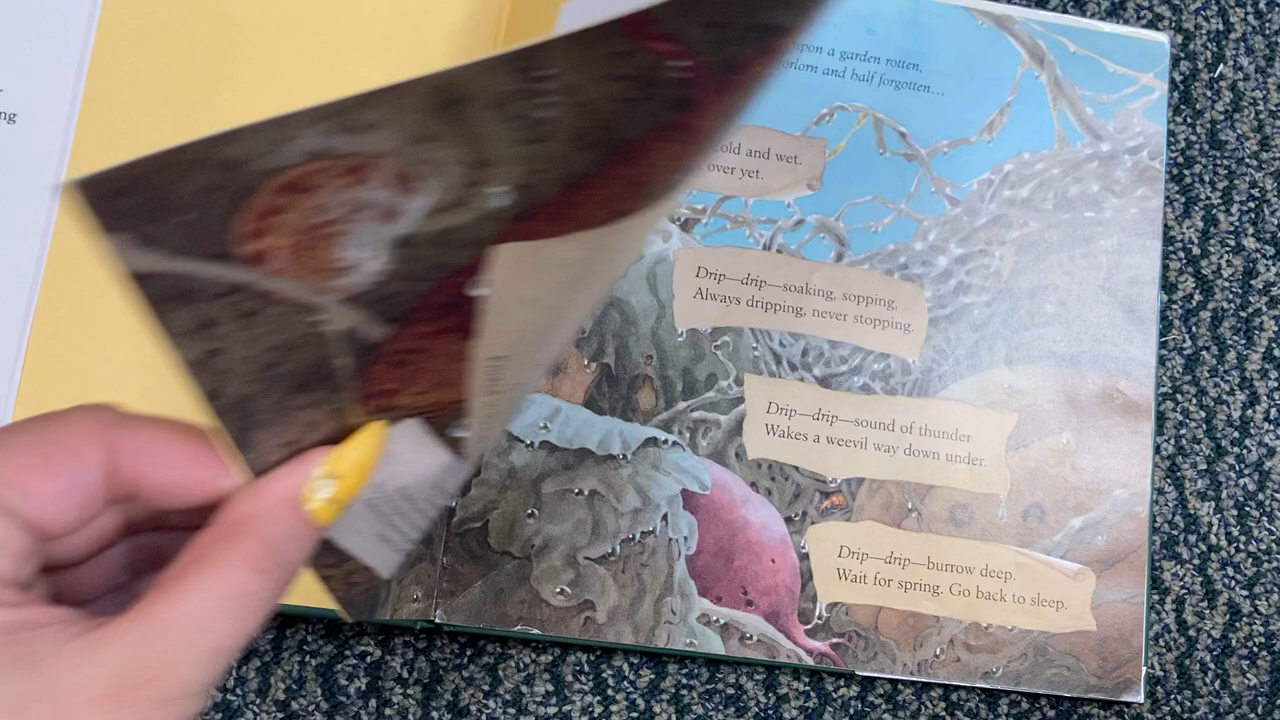 ng
upon a garden rotten,
forlorn and half forgotten…
cold and wet.
over yet.
Drip—drip—soaking, sopping,
Always dripping, never stopping.
Drip—drip—sound of thunder
Wakes a weevil way down under.
Drip—drip—burrow deep.
Wait for spring. Go back to sleep.